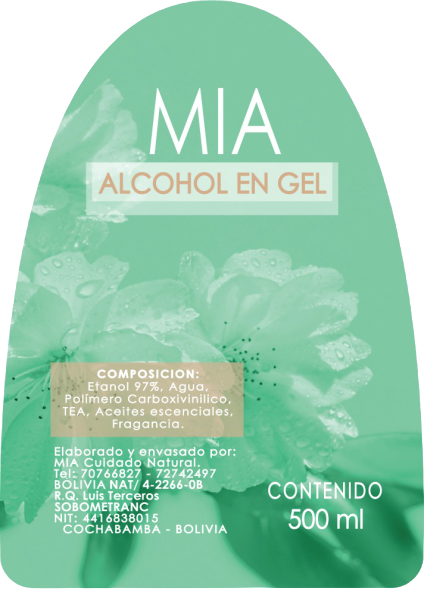 MIA
ALCOHOL EN GEL
COMPOSICION:
Etanol 97%, Agua,
Polímero Carboxivinilico,
TEA, Aceites escenciales,
Fragancia.
Elaborado y envasado por:
MIA Cuidado Natural.
Tel: 70766827 - 72742497
BOLIVIA NAT/ 4-2266-0B
R.Q. Luis Terceros
SOBOMETRANC
NIT: 4416838015
COCHABAMBA - BOLIVIA
CONTENIDO
500 ml